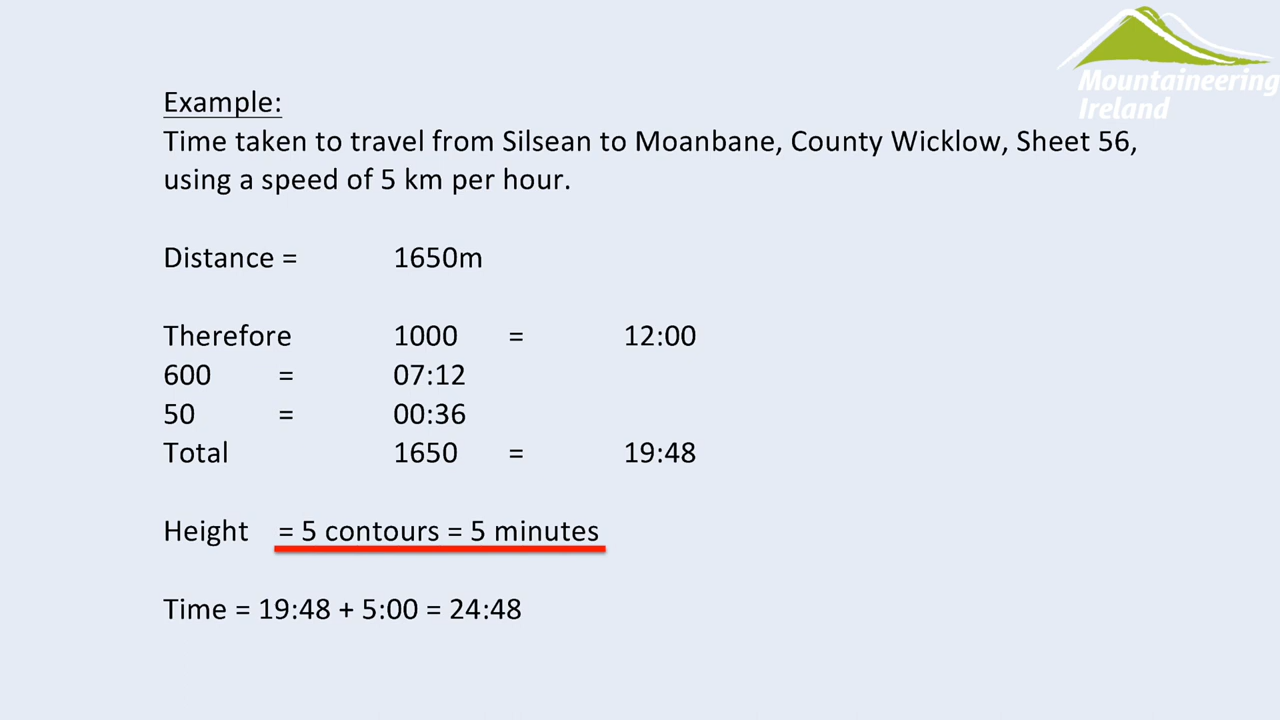 Mountaineering
Ireland
Example:
Time taken to travel from Silsean to Moanbane, County Wicklow, Sheet 56,
using a speed of 5 km per hour.
Distance = 1650m
Therefore 1000 = 12:00
600 = 07:12
50 = 00:36
Total 1650 = 19:48
Height = 5 contours = 5 minutes
Time = 19:48 + 5:00 = 24:48